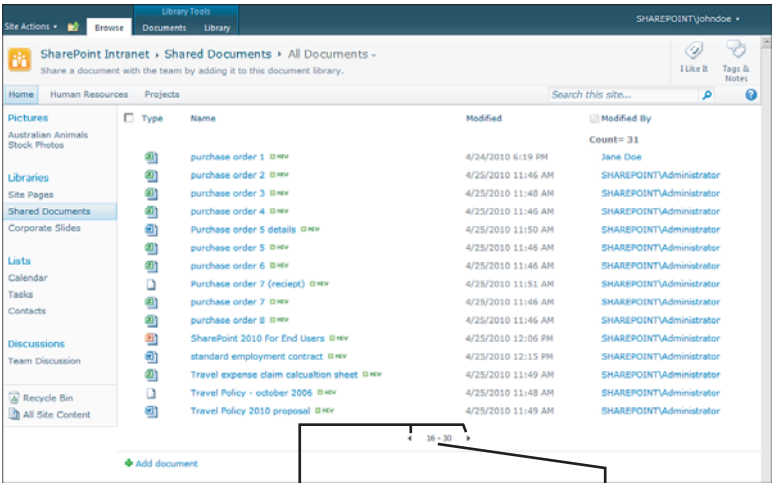 Library Tools
SHAREPOINT\johndoe
Site Actions
Browse Documents Library
SharePoint Intranet Shared Documents All Documents
Share a document with the team by adding it to this document library.
I Like It Tags & Notes
Home Human Resources Projects
Search this site...
Pictures
Australian Animals
Stock Photos
Libraries
Site Pages
Shared Documents
Corporate Slides
Lists
Calendar
Tasks
Contacts
Discussions
Team Discussion
Recycle Bin
All Site Content
Type Name Modified Modified By
Count= 31
purchase order 1 NEW 4/24/2010 6:19 PM Jane Doe
purchase order 2 NEW 4/25/2010 11:46 AM SHAREPOINT\Administrator
purchase order 3 NEW 4/25/2010 11:48 AM SHAREPOINT\Administrator
purchase order 4 NEW 4/25/2010 11:46 AM SHAREPOINT\Administrator
Purchase order 5 details NEW 4/25/2010 11:50 AM SHAREPOINT\Administrator
purchase order 5 NEW 4/25/2010 11:46 AM SHAREPOINT\Administrator
purchase order 6 NEW 4/25/2010 11:46 AM SHAREPOINT\Administrator
Purchase order 7 (reciept) NEW 4/25/2010 11:51 AM SHAREPOINT\Administrator
purchase order 7 NEW 4/25/2010 11:46 AM SHAREPOINT\Administrator
purchase order 8 NEW 4/25/2010 11:46 AM SHAREPOINT\Administrator
SharePoint 2010 For End Users NEW 4/25/2010 12:06 PM SHAREPOINT\Administrator
standard employment contract NEW 4/25/2010 12:15 PM SHAREPOINT\Administrator
Travel expense claim calcualtion sheet NEW 4/25/2010 11:49 AM SHAREPOINT\Administrator
Travel Policy - october 2006 NEW 4/25/2010 11:48 AM SHAREPOINT\Administrator
Travel Policy 2010 proposal NEW 4/25/2010 11:49 AM SHAREPOINT\Administrator
16 - 30
Add document